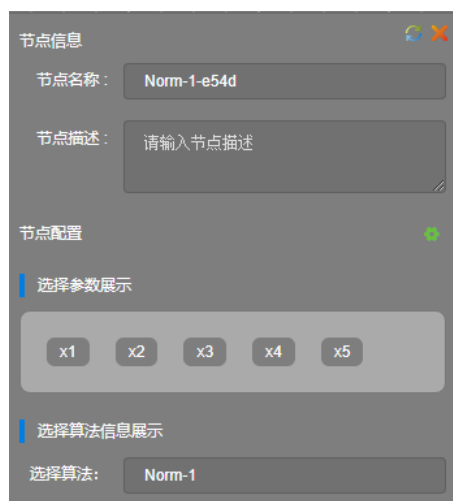 节点信息
节点名称： Norm-1-e54d
节点描述： 请输入节点描述
节点配置
选择参数展示
x1 x2 x3 x4 x5
选择算法信息展示
选择算法： Norm-1